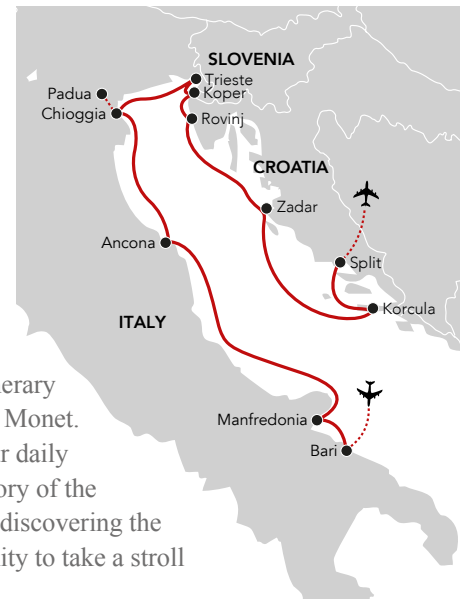 SLOVENIA
Trieste
Padua
Koper
Chioggia
Rovinj
CROATIA
Zadar
Ancona
Split
Korcula
ITALY
erary
Monet.
Manfredonia
r daily
Bari
ory of the
discovering the
ity to take a stroll